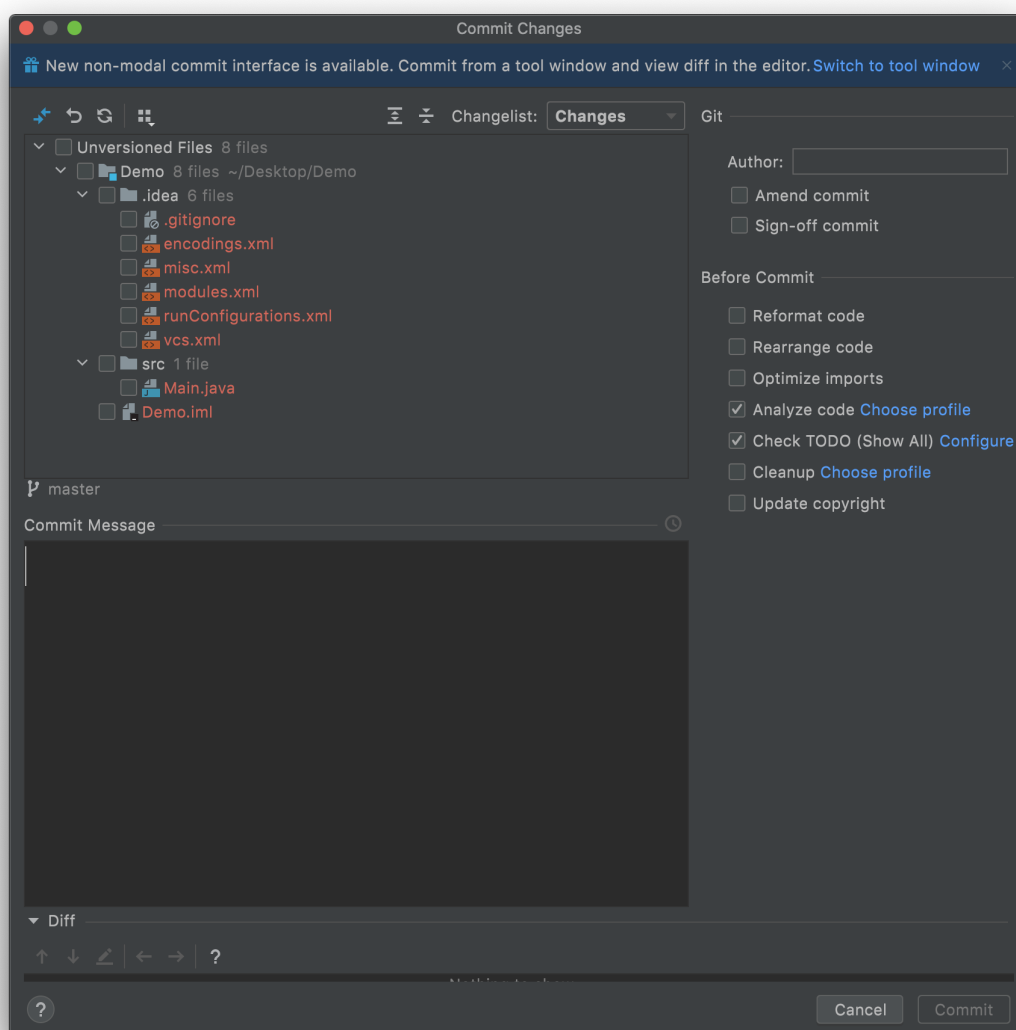 Commit Changes
New non-modal commit interface is available. Commit from a tool window and view diff in the editor. Switch to tool window
Changelist: Changes
Unversioned Files 8 files
Demo 8 files ~/Desktop/Demo
.idea 6 files
.gitignore
encodings.xml
misc.xml
modules.xml
runConfigurations.xml
vcs.xml
src 1 file
Main.java
Demo.iml
master
Commit Message
Git
Author:
Amend commit
Sign-off commit
Before Commit
Reformat code
Rearrange code
Optimize imports
Analyze code Choose profile
Check TODO (Show All) Configure
Cleanup Choose profile
Update copyright
Diff
?
Nothing to show
?
Cancel
Commit